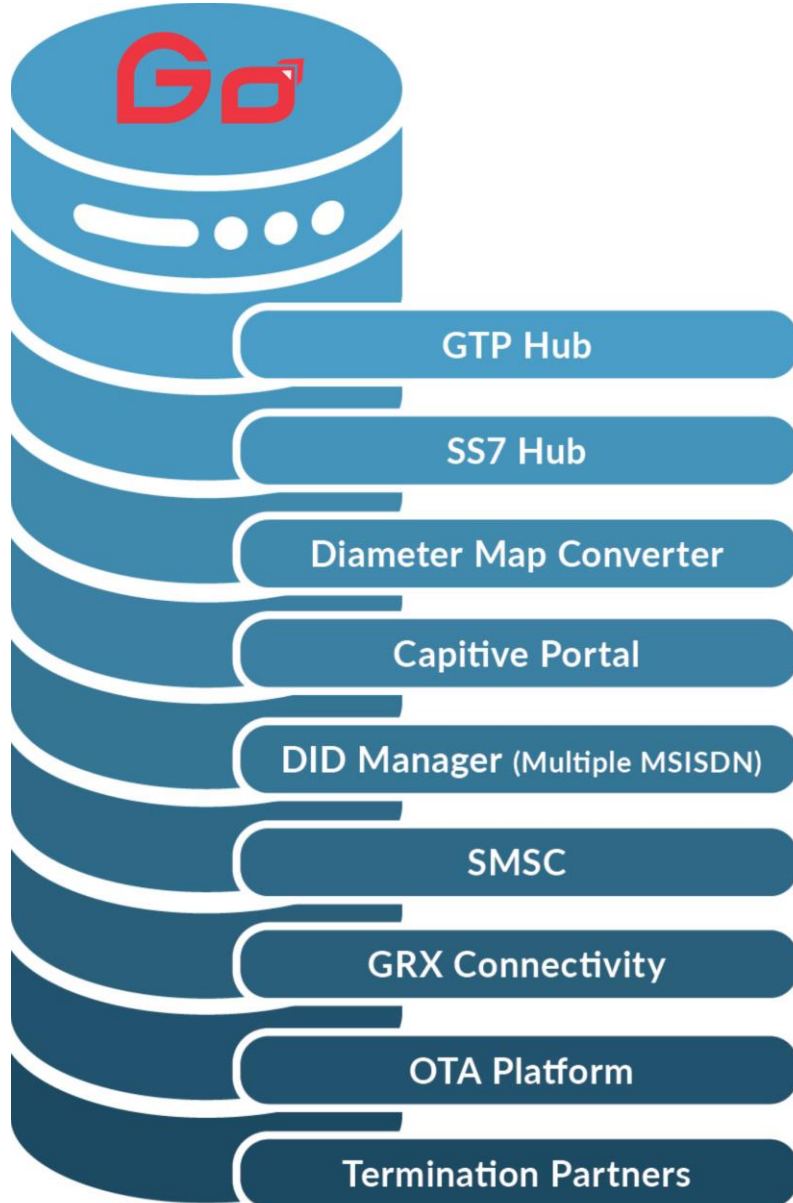 Go
GTP Hub
SS7 Hub
Diameter Map Converter
Capitive Portal
DID Manager (Multiple MSISDN)
SMSC
GRX Connectivity
OTA Platform
Termination Partners